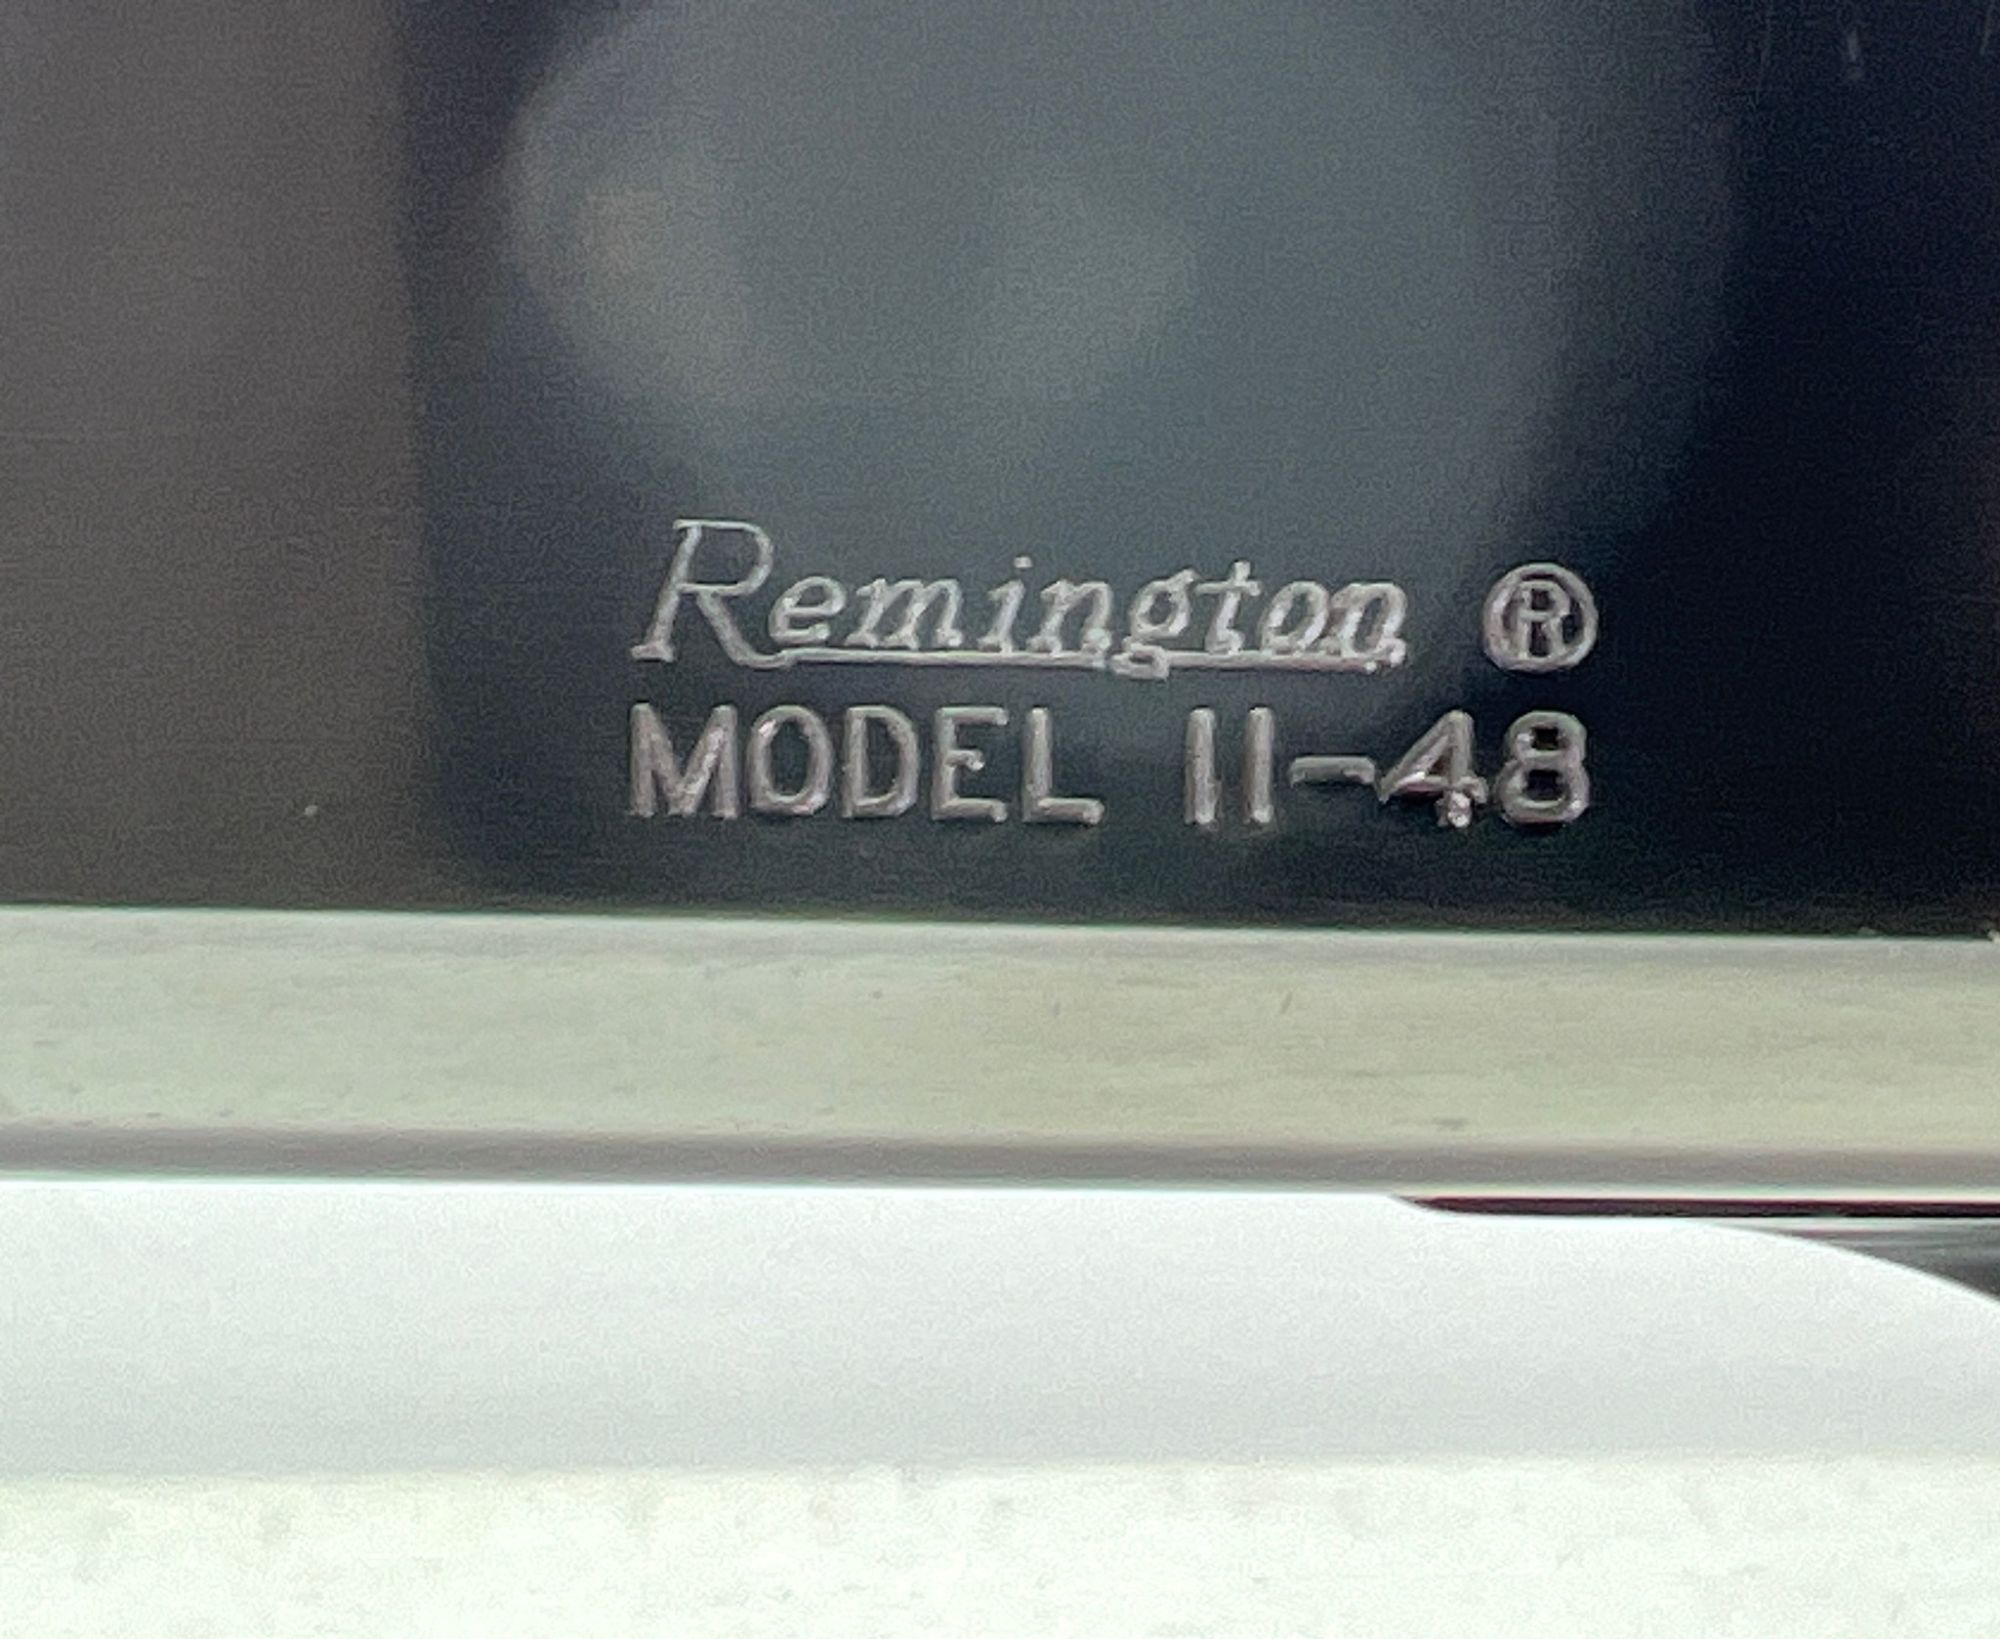 Remington ®
MODEL 11-48